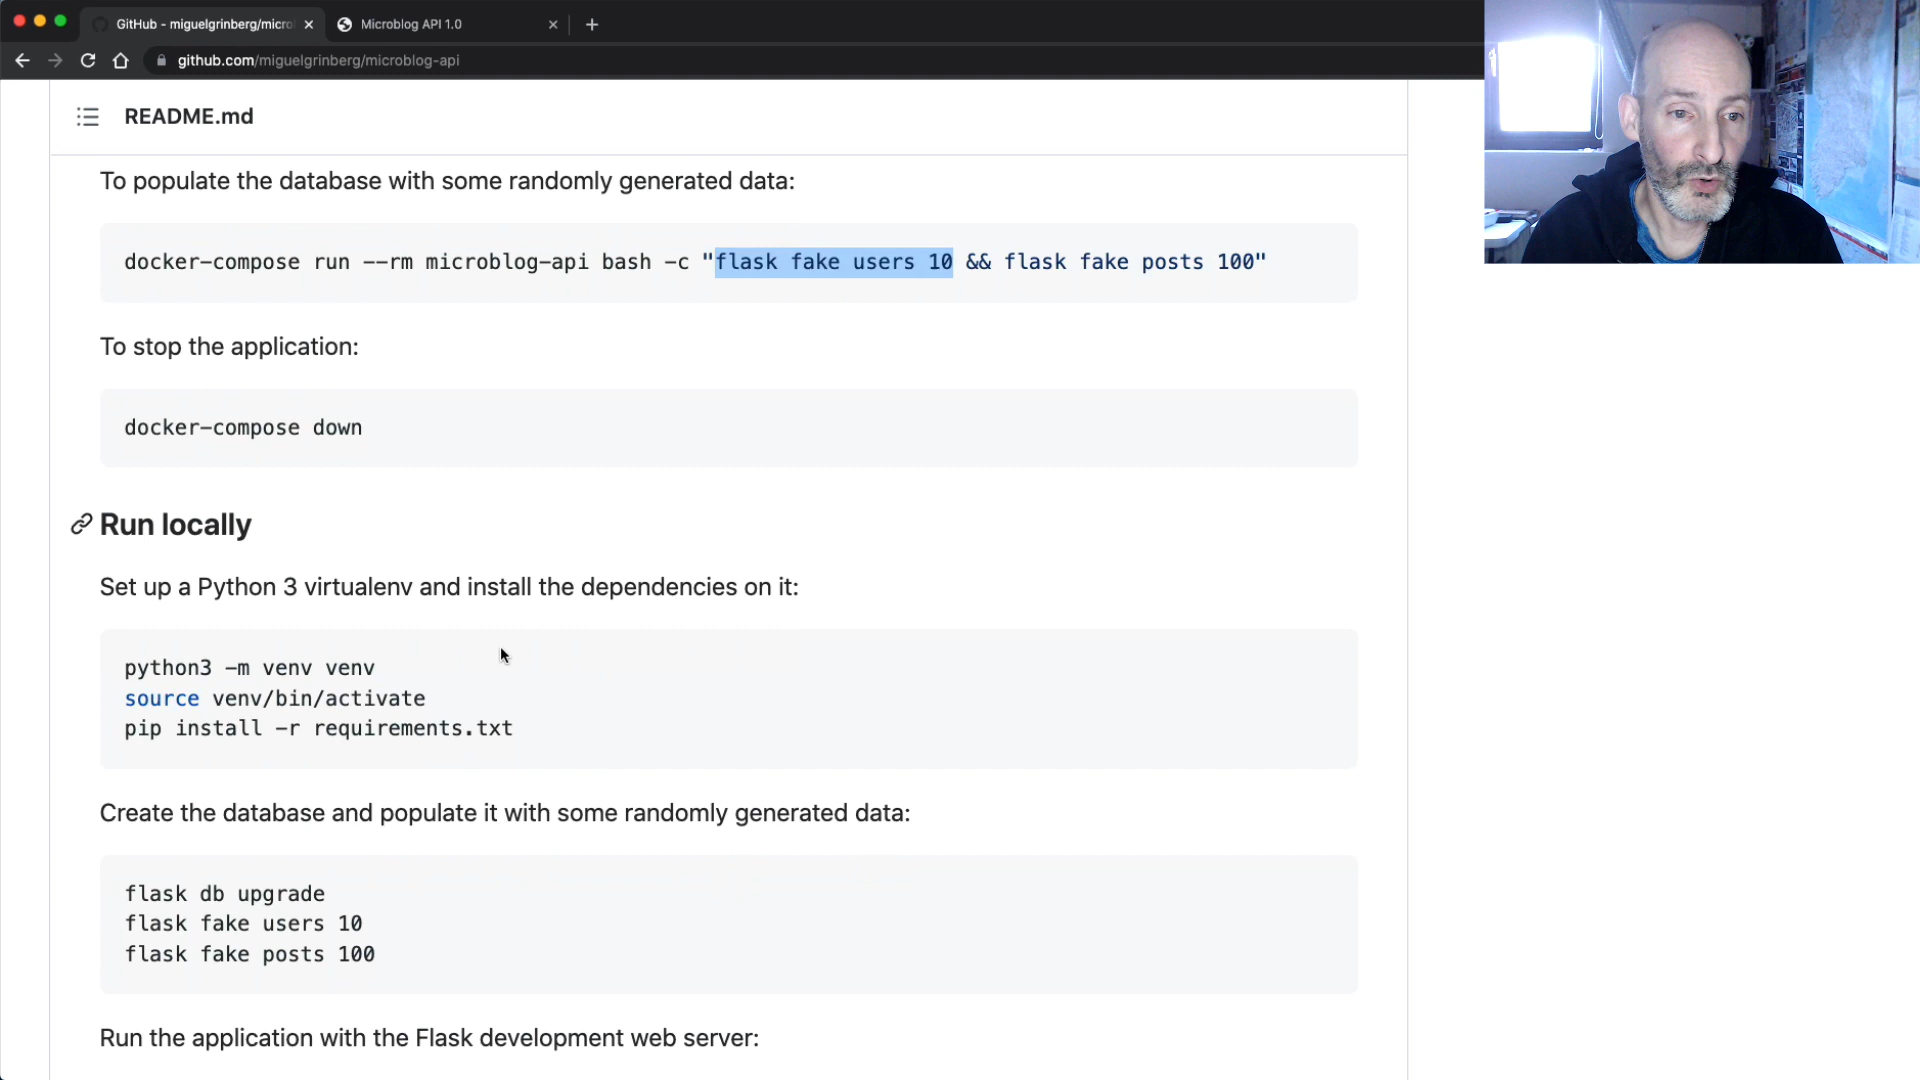 GitHub - miguelgrinberg/micro
Microblog API 1.0
github.com/miguelgrinberg/microblog-api
README.md
To populate the database with some randomly generated data:
docker-compose run --rm microblog-api bash -c "flask fake users 10 && flask fake posts 100"
To stop the application:
docker-compose down
Run locally
Set up a Python 3 virtualenv and install the dependencies on it:
python3 -m venv venv
source venv/bin/activate
pip install -r requirements.txt
Create the database and populate it with some randomly generated data:
flask db upgrade
flask fake users 10
flask fake posts 100
Run the application with the Flask development web server: